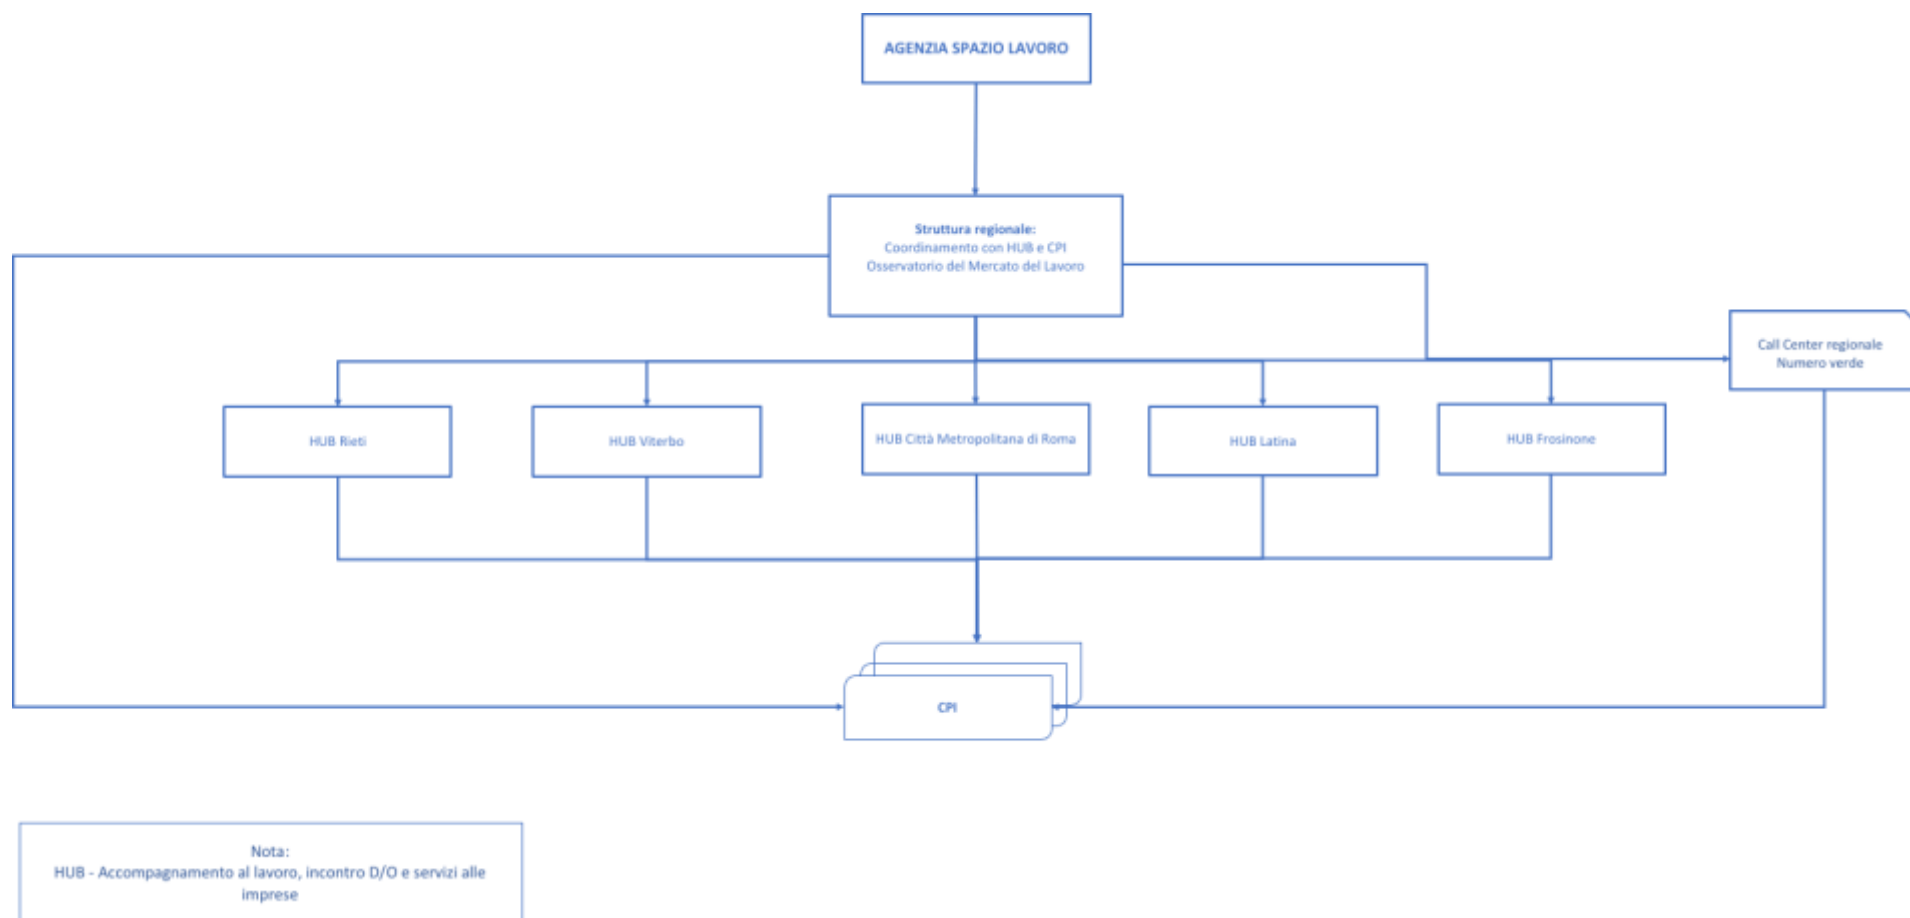 AGENZIA SPAZIO LAVORO
Struttura regionale:
Coordinamento con HUB e CPI
Osservatorio del Mercato del Lavoro
Call Center regionale
Numero verde
HUB Rieti
HUB Viterbo
HUB Città Metropolitana di Roma
HUB Latina
HUB Frosinone
CPI
Nota:
HUB - Accompagnamento al lavoro, incontro D/O e servizi alle
imprese